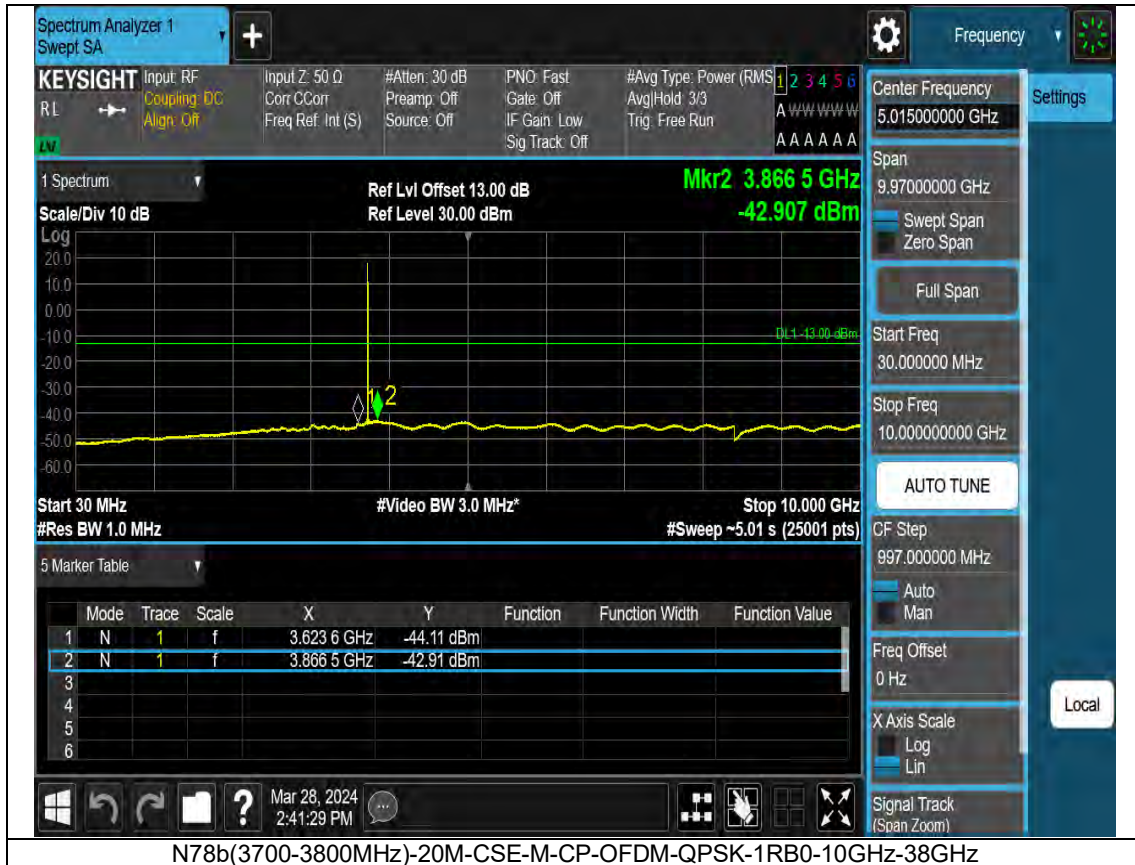 Spectrum Analyzer 1
Swept SA
+
Frequency
KEYSIGHT
Input: RF
Input Z: 50 Ω
#Atten: 30 dB
PNO: Fast
#Avg Type: Power (RMS
1 2 3 4 5 6
RL
Coupling: DC
Corr CCorr
Preamp: Off
Gate: Off
Avg|Hold: 3/3
A W W W W W
Align: Off
Freq Ref: Int (S)
Source: Off
IF Gain: Low
Trig: Free Run
Sig Track: Off
A A A A A A
LXI
1 Spectrum
Ref Lvl Offset 13.00 dB
Mkr2 3.866 5 GHz
Scale/Div 10 dB
Ref Level 30.00 dBm
-42.907 dBm
Log
20.0
10.0
0.00
-10.0
DL1 -13.00 dBm
-20.0
-30.0
1 2
-40.0
-50.0
-60.0
Start 30 MHz
#Video BW 3.0 MHz*
Stop 10.000 GHz
#Res BW 1.0 MHz
#Sweep ~5.01 s (25001 pts)
5 Marker Table
Mode Trace Scale X Y Function Function Width Function Value
1 N 1 f 3.623 6 GHz -44.11 dBm
2 N 1 f 3.866 5 GHz -42.91 dBm
3
4
5
6
Mar 28, 2024
2:41:29 PM
?
Center Frequency
5.015000000 GHz
Settings
Span
9.97000000 GHz
Swept Span
Zero Span
Full Span
Start Freq
30.000000 MHz
Stop Freq
10.000000000 GHz
AUTO TUNE
CF Step
997.000000 MHz
Auto
Man
Freq Offset
0 Hz
X Axis Scale
Log
Lin
Local
Signal Track
(Span Zoom)
N78b(3700-3800MHz)-20M-CSE-M-CP-OFDM-QPSK-1RB0-10GHz-38GHz